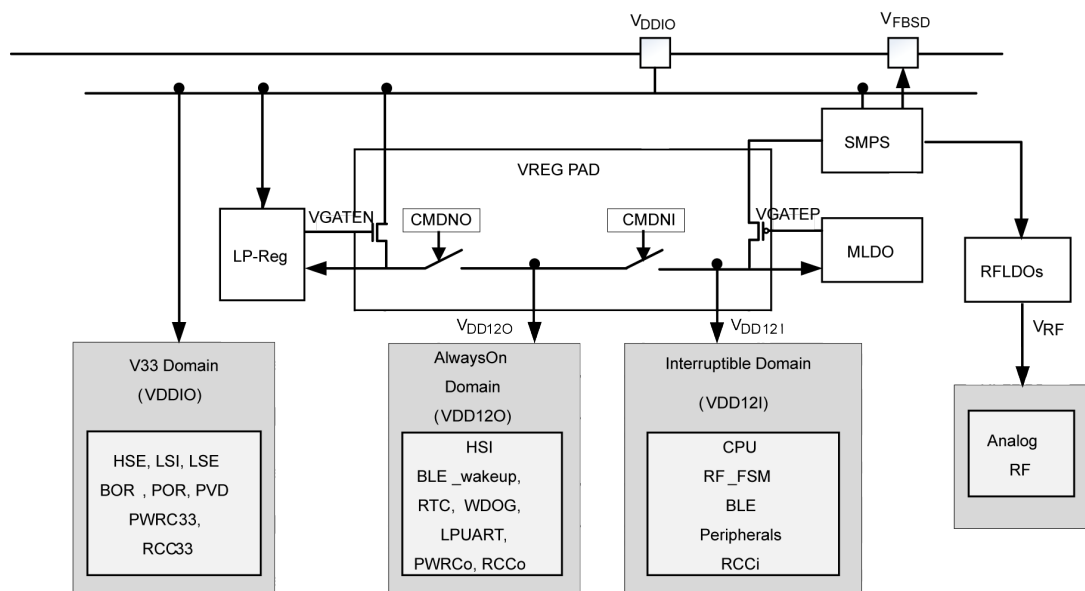 VDDIO
VFBSD
SMPS
VREG PAD
VGATEN
CMDNO
CMDNI
VGATEP
LP-Reg
MLDO
RFLDOs
VDD12O
VDD12I
VRF
V33 Domain
(VDDIO)
HSE, LSI, LSE
BOR , POR, PVD
PWRC33,
RCC33
AlwaysOn
Domain
(VDD12O)
HSI
BLE _wakeup,
RTC, WDOG,
LPUART,
PWRCo, RCCo
Interruptible Domain
(VDD12I)
CPU
RF _FSM
BLE
Peripherals
RCCi
Analog
RF